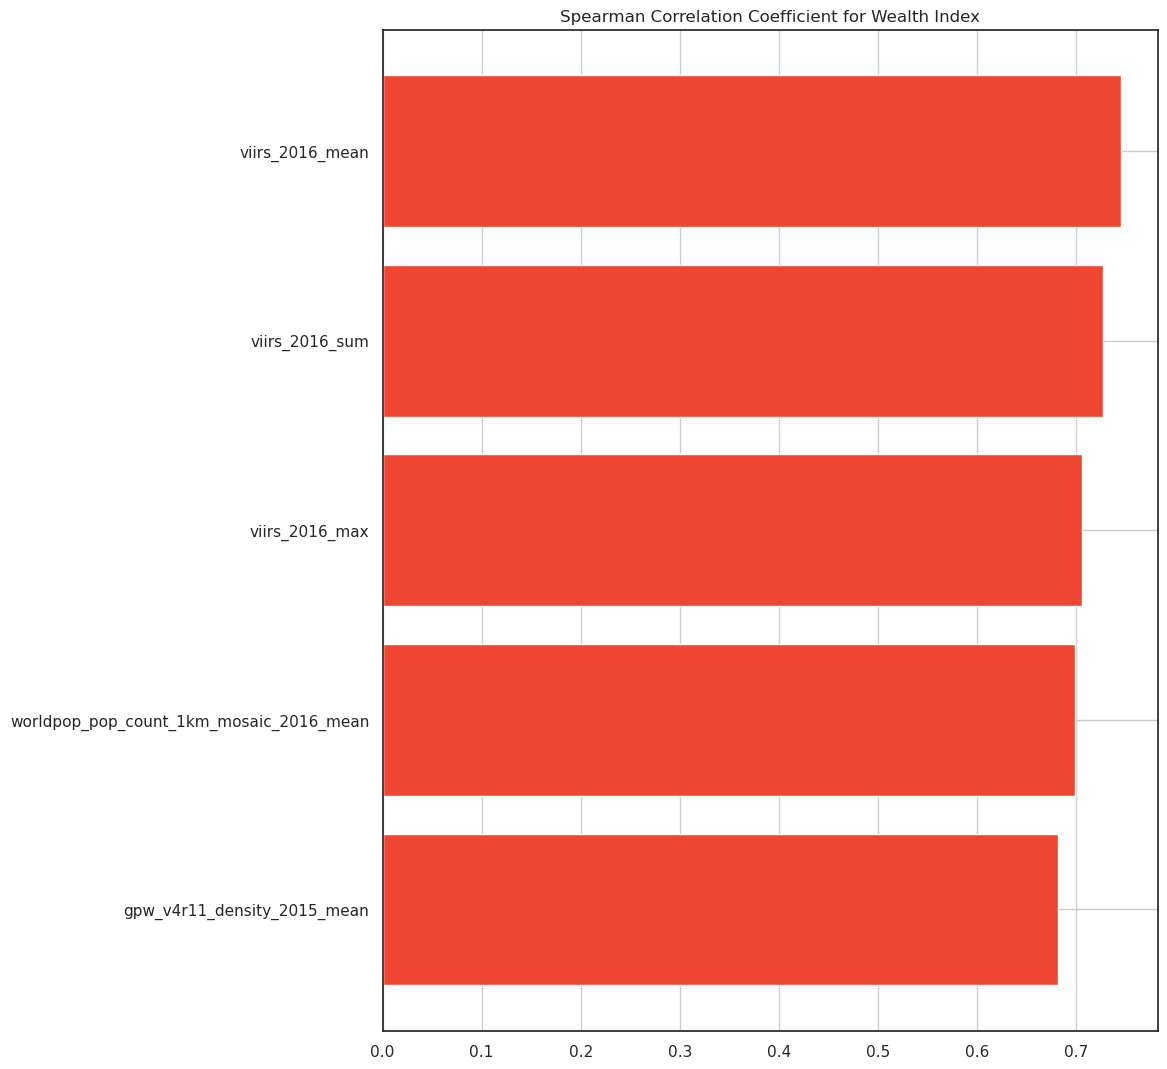 Spearman Correlation Coefficient for Wealth Index
viirs_2016_mean
viirs_2016_sum
viirs_2016_max
worldpop_pop_count_1km_mosaic_2016_mean
gpw_v4r11_density_2015_mean
0.0 0.1 0.2 0.3 0.4 0.5 0.6 0.7